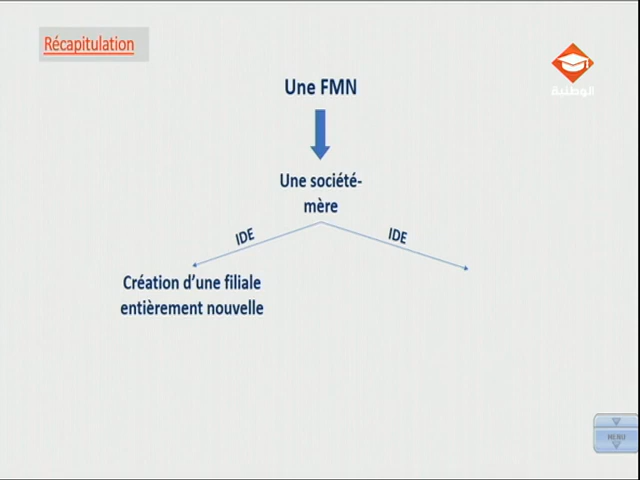 Récapitulation
الوطنية
Une FMN
Une société-
mère
IDE
IDE
Création d'une filiale
entièrement nouvelle
MENU